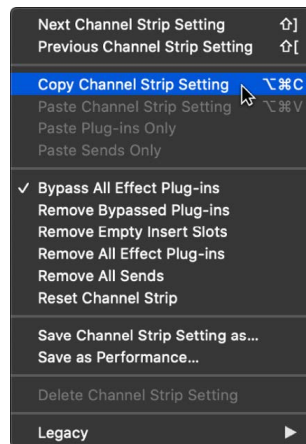 Next Channel Strip Setting ⇧]
Previous Channel Strip Setting ⇧[
Copy Channel Strip Setting ⌥⌘C
Paste Channel Strip Setting ⌥⌘V
Paste Plug-ins Only
Paste Sends Only
✓ Bypass All Effect Plug-ins
Remove Bypassed Plug-ins
Remove Empty Insert Slots
Remove All Effect Plug-ins
Remove All Sends
Reset Channel Strip
Save Channel Strip Setting as...
Save as Performance...
Delete Channel Strip Setting
Legacy ▶